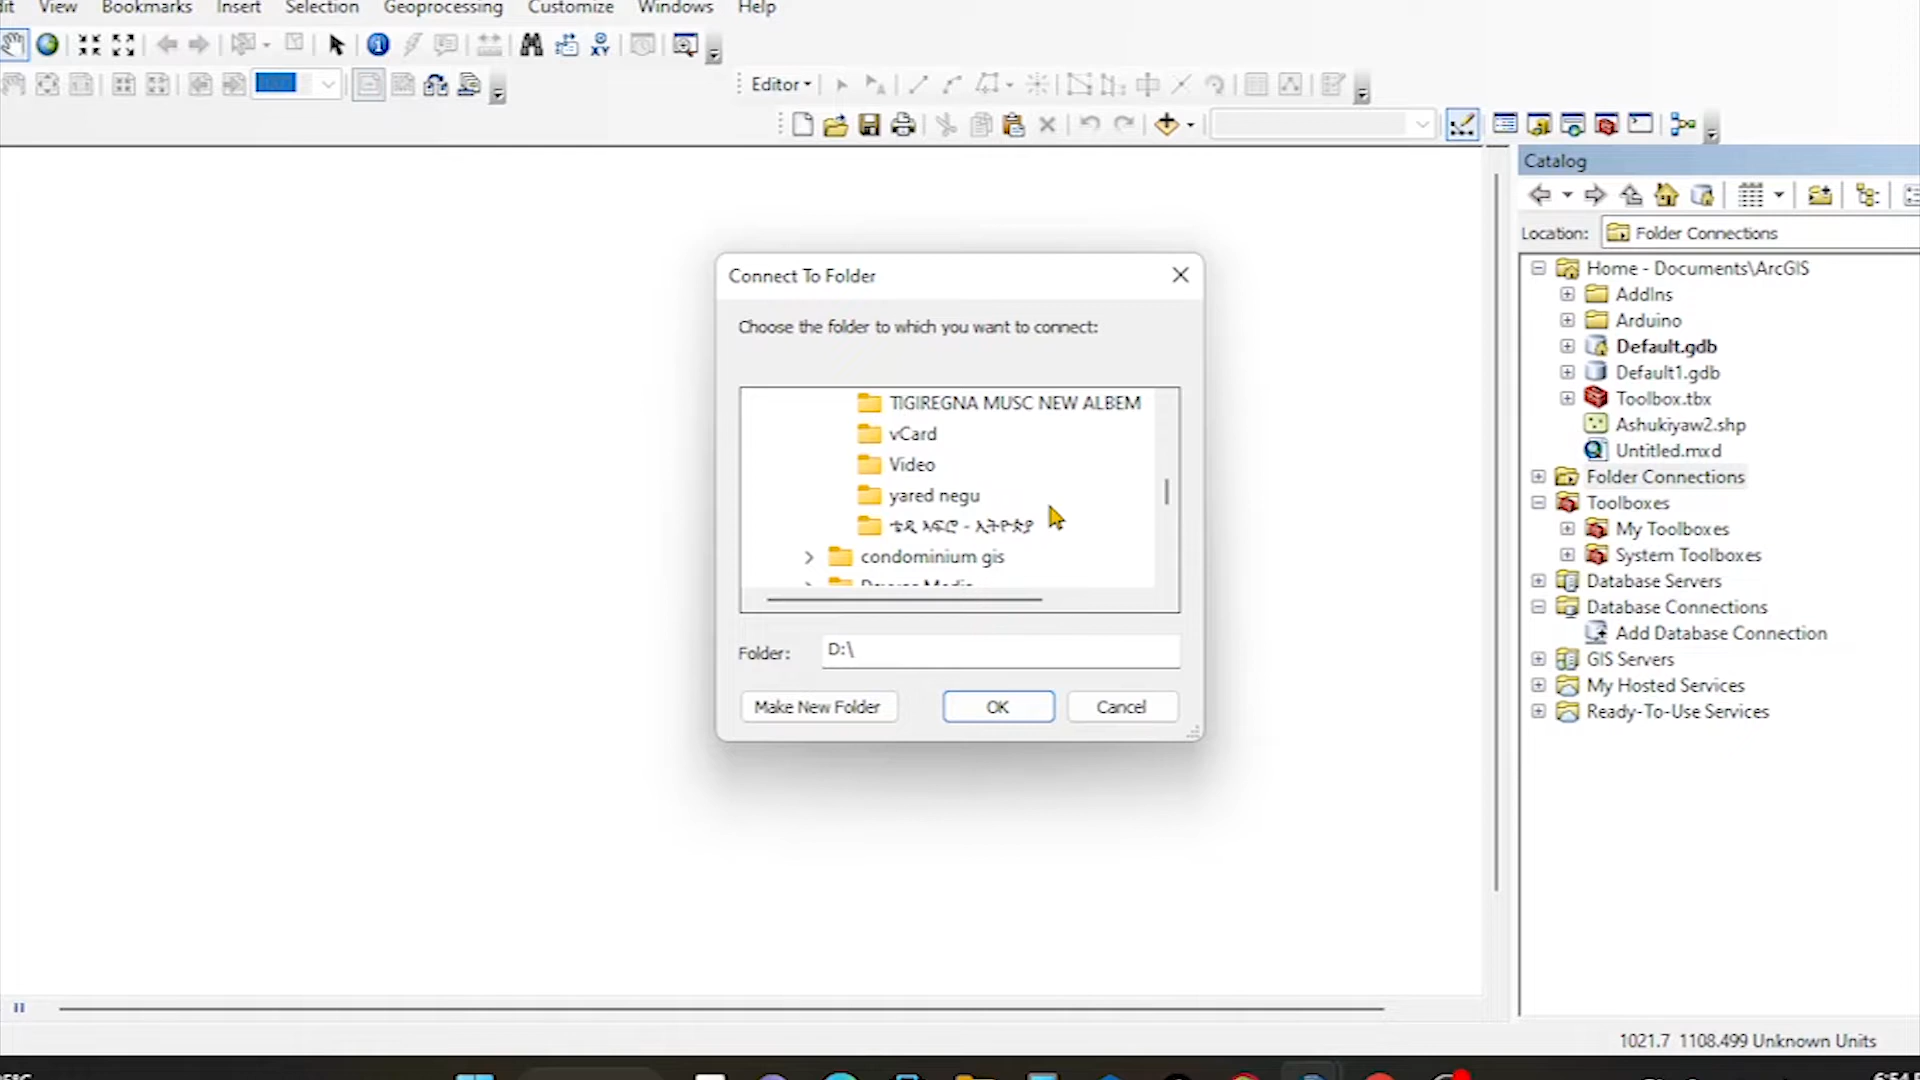 View Bookmarks Insert Selection Geoprocessing Customize Windows Help
Editor
Catalog
Location: Folder Connections
Home - Documents\ArcGIS
AddIns
Arduino
Default.gdb
Default1.gdb
Toolbox.tbx
Ashukiyaw2.shp
Untitled.mxd
Folder Connections
Toolboxes
My Toolboxes
System Toolboxes
Database Servers
Database Connections
Add Database Connection
GIS Servers
My Hosted Services
Ready-To-Use Services
Connect To Folder
Choose the folder to which you want to connect:
TIGIREGNA MUSC NEW ALBEM
vCard
Video
yared negu
ቴዲ አፍሮ - ኢትዮጵያ
condominium gis
Folder: D:\
Make New Folder OK Cancel
1021.7 1108.499 Unknown Units